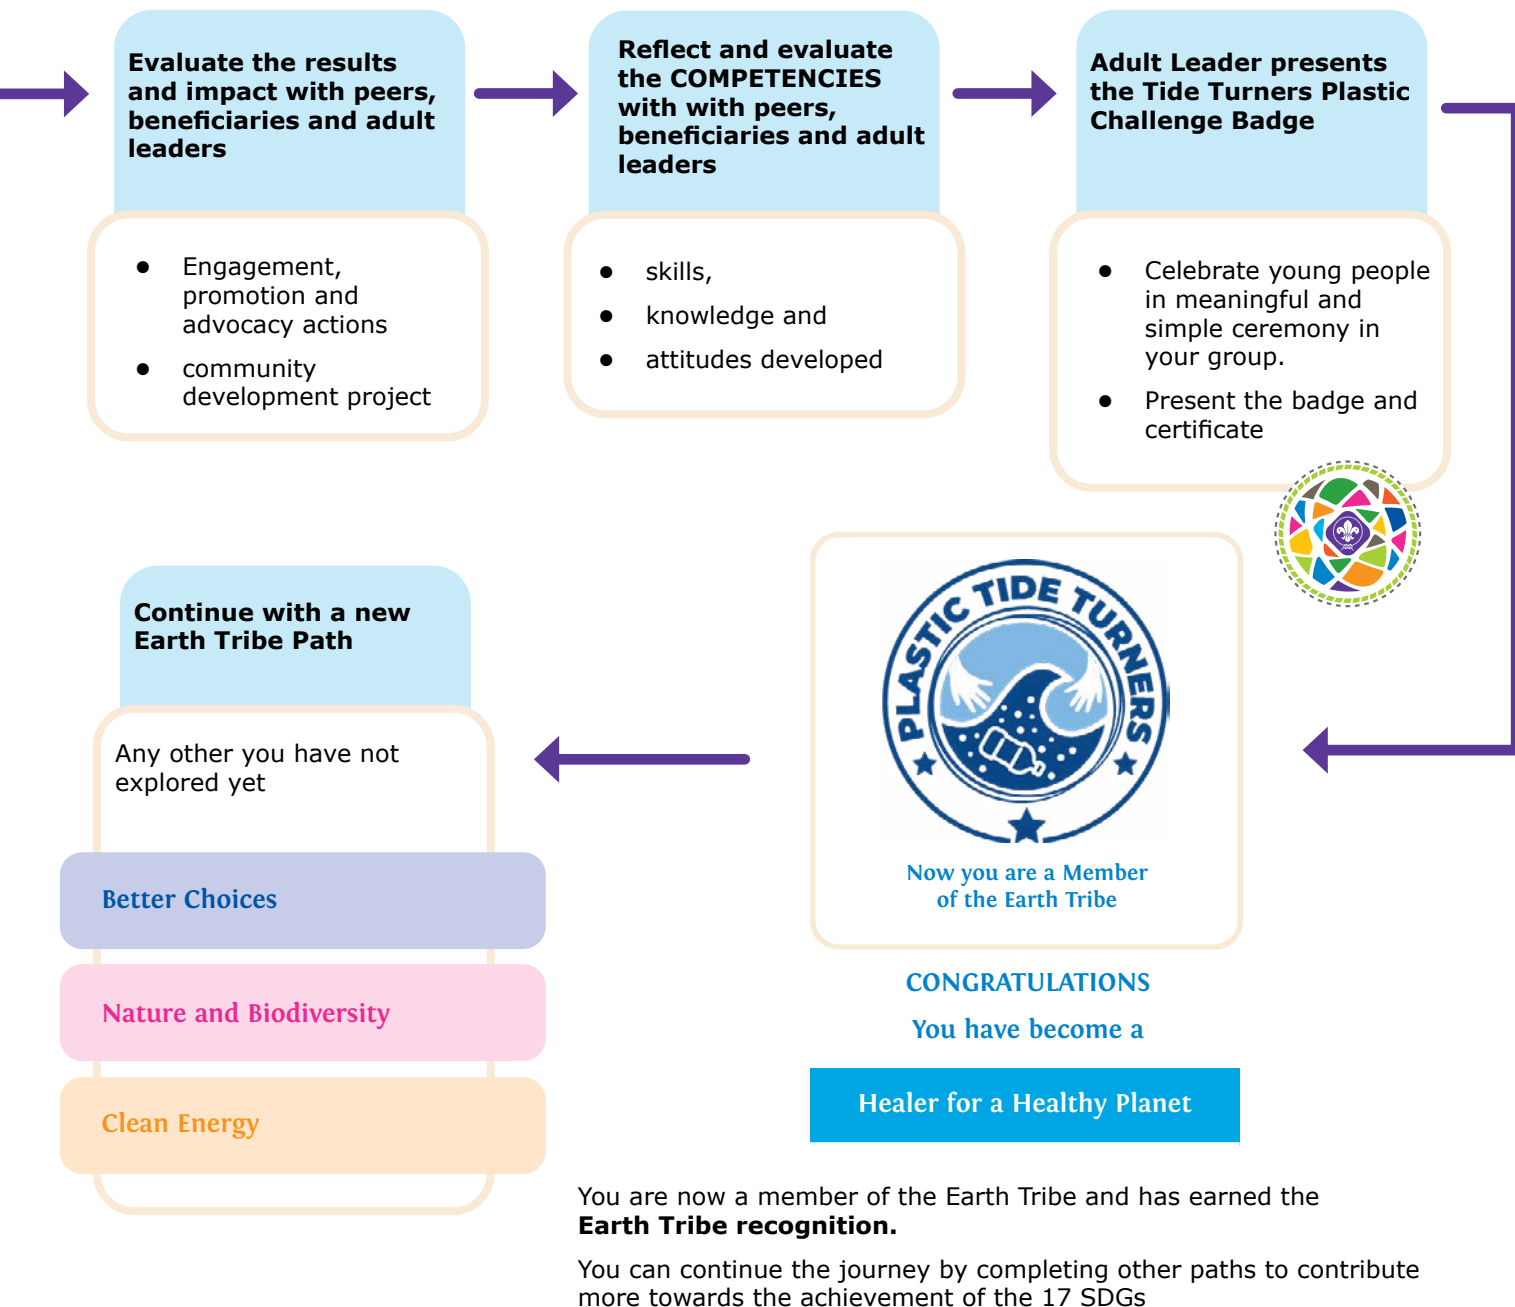 Evaluate the results
and impact with peers,
beneficiaries and adult
leaders
Engagement,
promotion and
advocacy actions
community
development project
Reflect and evaluate
the COMPETENCIES
with with peers,
beneficiaries and adult
leaders
skills,
knowledge and
attitudes developed
Adult Leader presents
the Tide Turners Plastic
Challenge Badge
Celebrate young people
in meaningful and
simple ceremony in
your group.
Present the badge and
certificate
PLASTIC TIDE TURNERS
Now you are a Member
of the Earth Tribe
CONGRATULATIONS
You have become a
Healer for a Healthy Planet
Continue with a new
Earth Tribe Path
Any other you have not
explored yet
Better Choices
Nature and Biodiversity
Clean Energy
You are now a member of the Earth Tribe and has earned the
Earth Tribe recognition.
You can continue the journey by completing other paths to contribute
more towards the achievement of the 17 SDGs